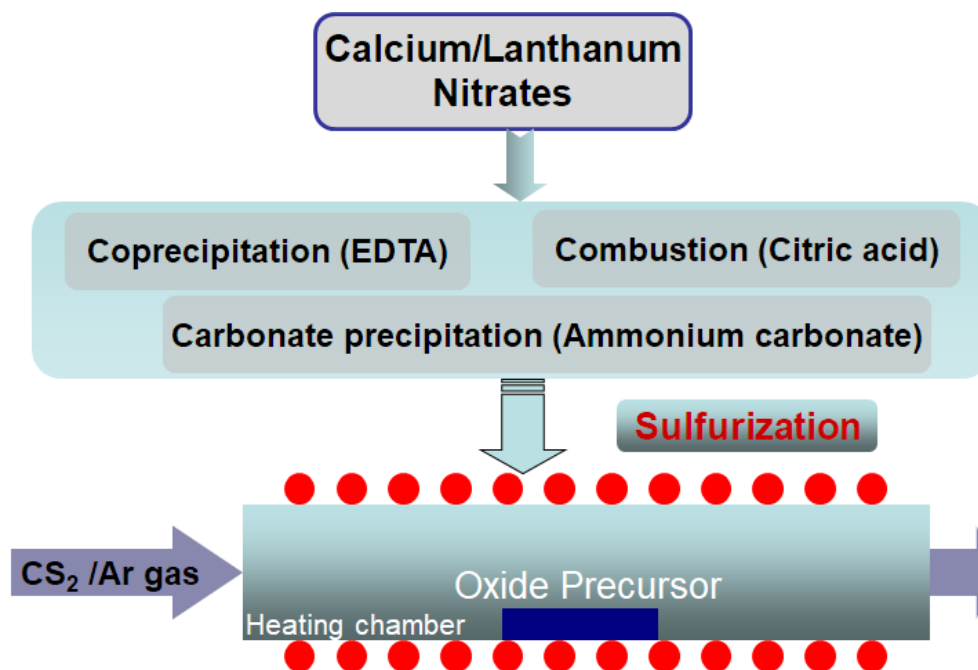 Calcium/Lanthanum
Nitrates
Coprecipitation (EDTA)
Combustion (Citric acid)
Carbonate precipitation (Ammonium carbonate)
Sulfurization
CS₂ /Ar gas
Oxide Precursor
Heating chamber